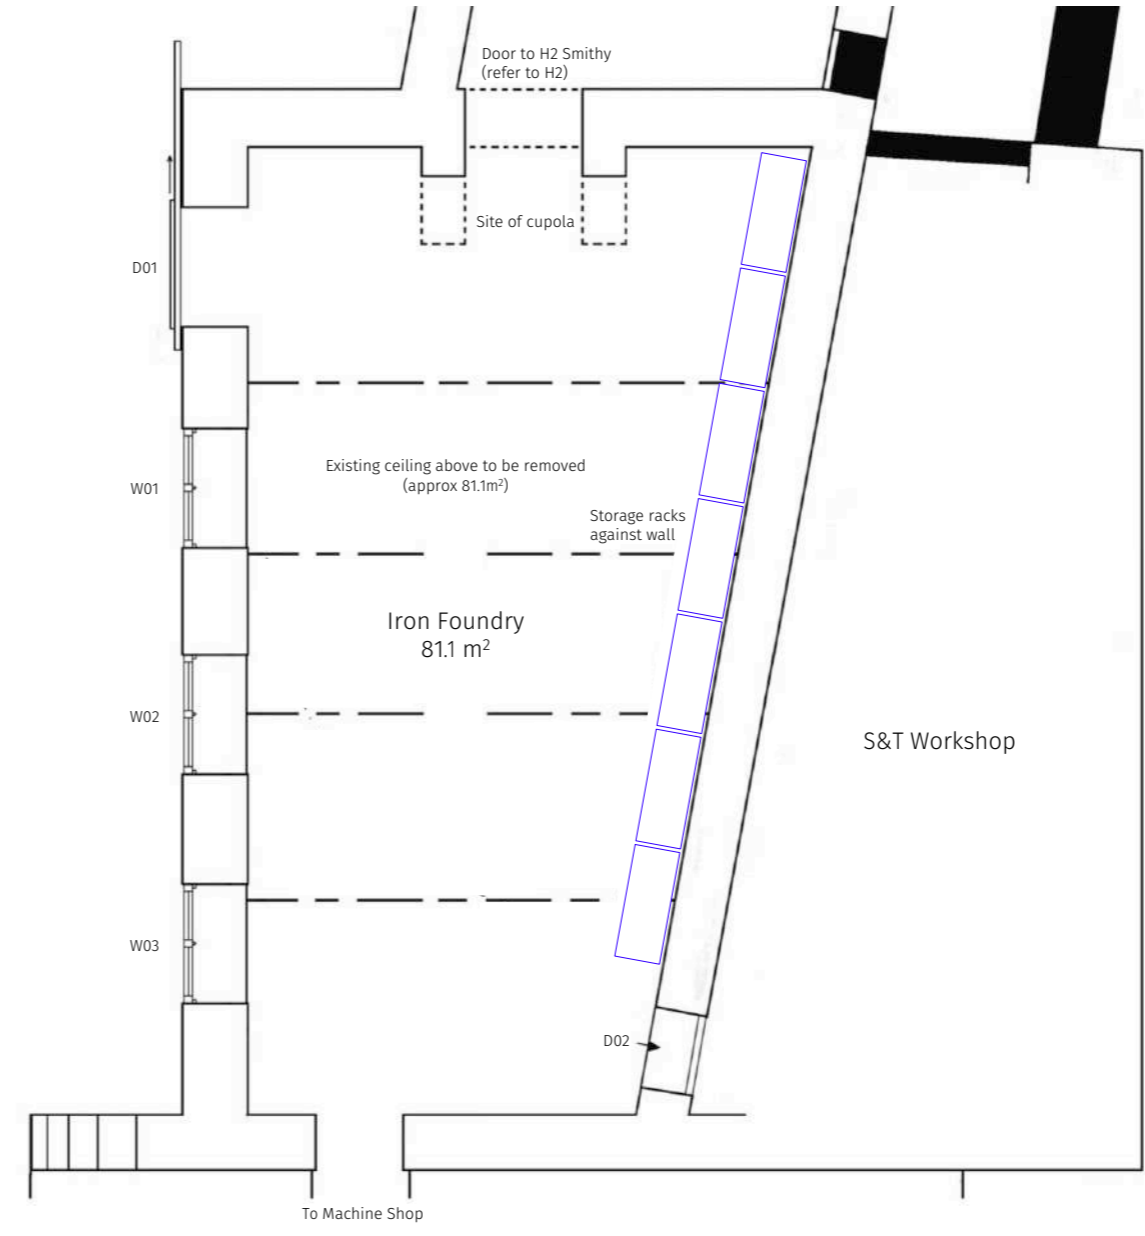 Door to H2 Smithy
(refer to H2)
Site of cupola
D01
Existing ceiling above to be removed
(approx 81.1m²)
W01
Storage racks
against wall
Iron Foundry
81.1 m²
W02
S&T Workshop
W03
D02
To Machine Shop